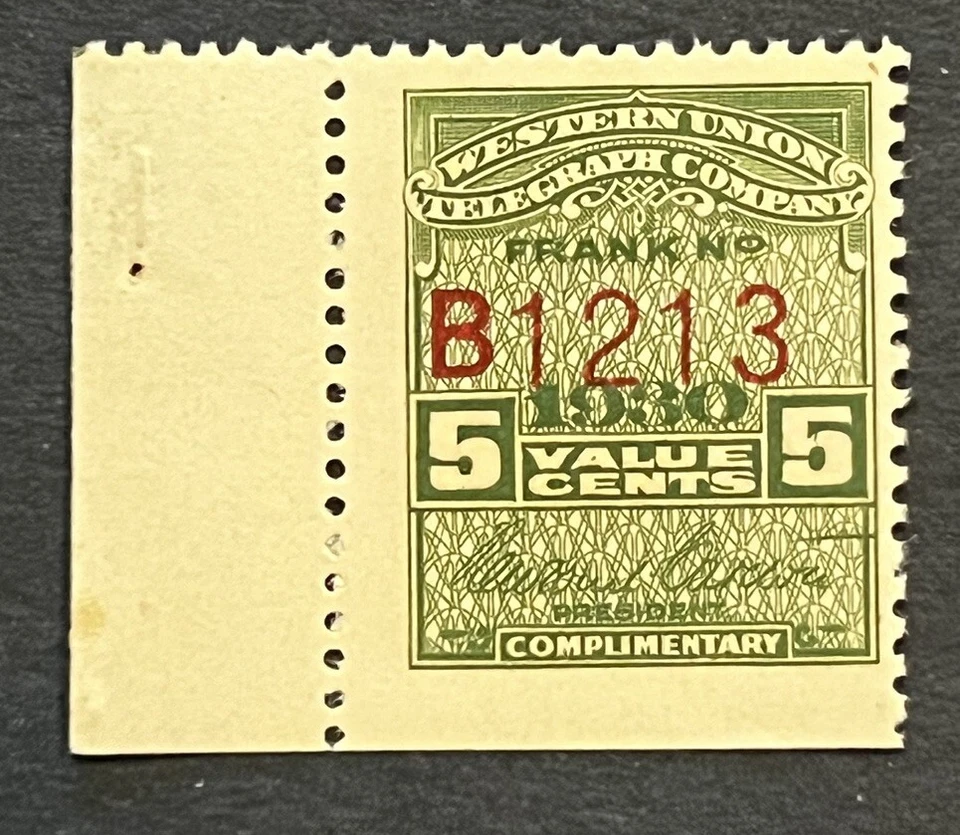 WESTERN UNION
TELEGRAPH COMPANY
FRANK No
B1213
1930
5 VALUE 5
CENTS
PRESIDENT
COMPLIMENTARY